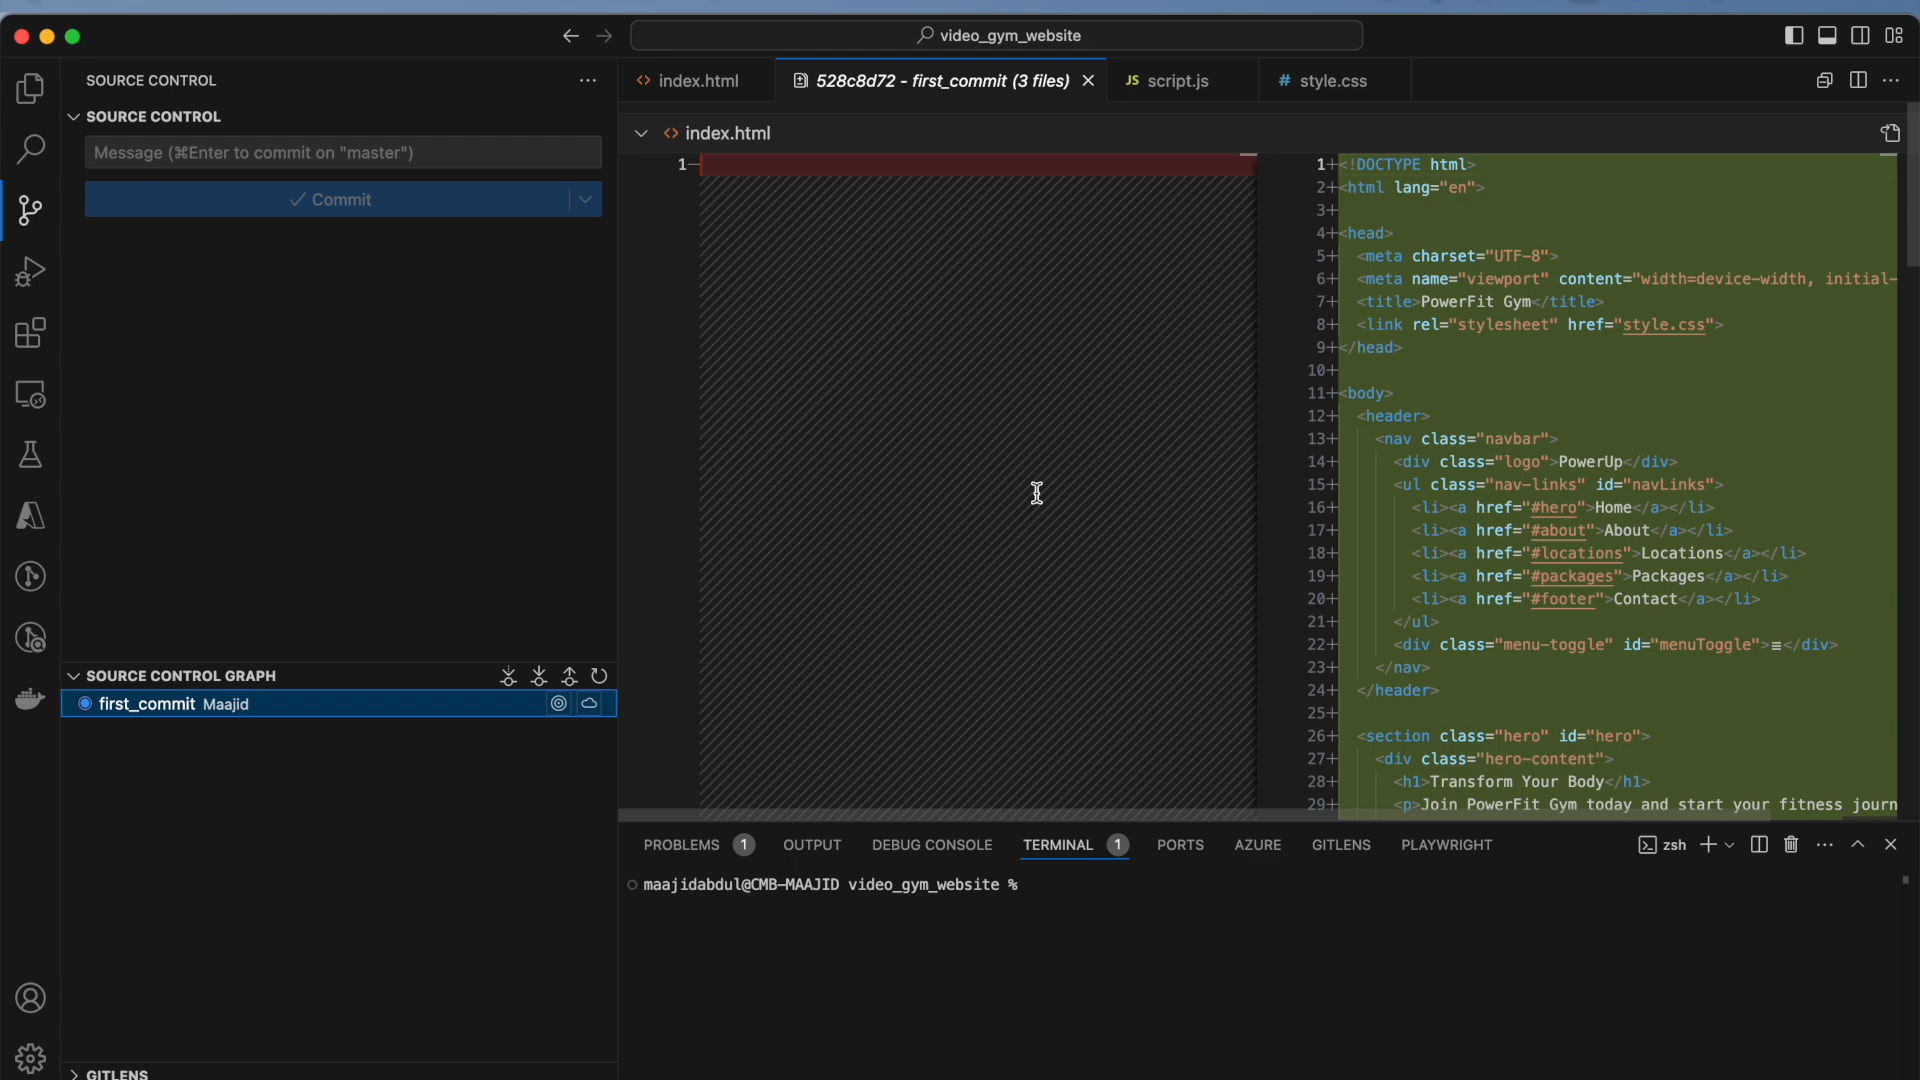 video_gym_website
SOURCE CONTROL
SOURCE CONTROL
Message (⌘Enter to commit on "master")
Commit
SOURCE CONTROL GRAPH
first_commit Maajid
GITLENS
index.html
528c8d72 - first_commit (3 files)
JS script.js
# style.css
index.html
1
1+<!DOCTYPE html>
2+<html lang="en">
3+
4+<head>
5+  <meta charset="UTF-8">
6+  <meta name="viewport" content="width=device-width, initial-
7+  <title>PowerFit Gym</title>
8+  <link rel="stylesheet" href="style.css">
9+</head>
10+
11+<body>
12+  <header>
13+    <nav class="navbar">
14+      <div class="logo">PowerUp</div>
15+      <ul class="nav-links" id="navLinks">
16+        <li><a href="#hero">Home</a></li>
17+        <li><a href="#about">About</a></li>
18+        <li><a href="#locations">Locations</a></li>
19+        <li><a href="#packages">Packages</a></li>
20+        <li><a href="#footer">Contact</a></li>
21+      </ul>
22+      <div class="menu-toggle" id="menuToggle">≡</div>
23+    </nav>
24+  </header>
25+
26+  <section class="hero" id="hero">
27+    <div class="hero-content">
28+      <h1>Transform Your Body</h1>
29+      <p>Join PowerFit Gym today and start your fitness journ
PROBLEMS 1 OUTPUT DEBUG CONSOLE TERMINAL 1 PORTS AZURE GITLENS PLAYWRIGHT zsh
maajidabdul@CMB-MAAJID video_gym_website %